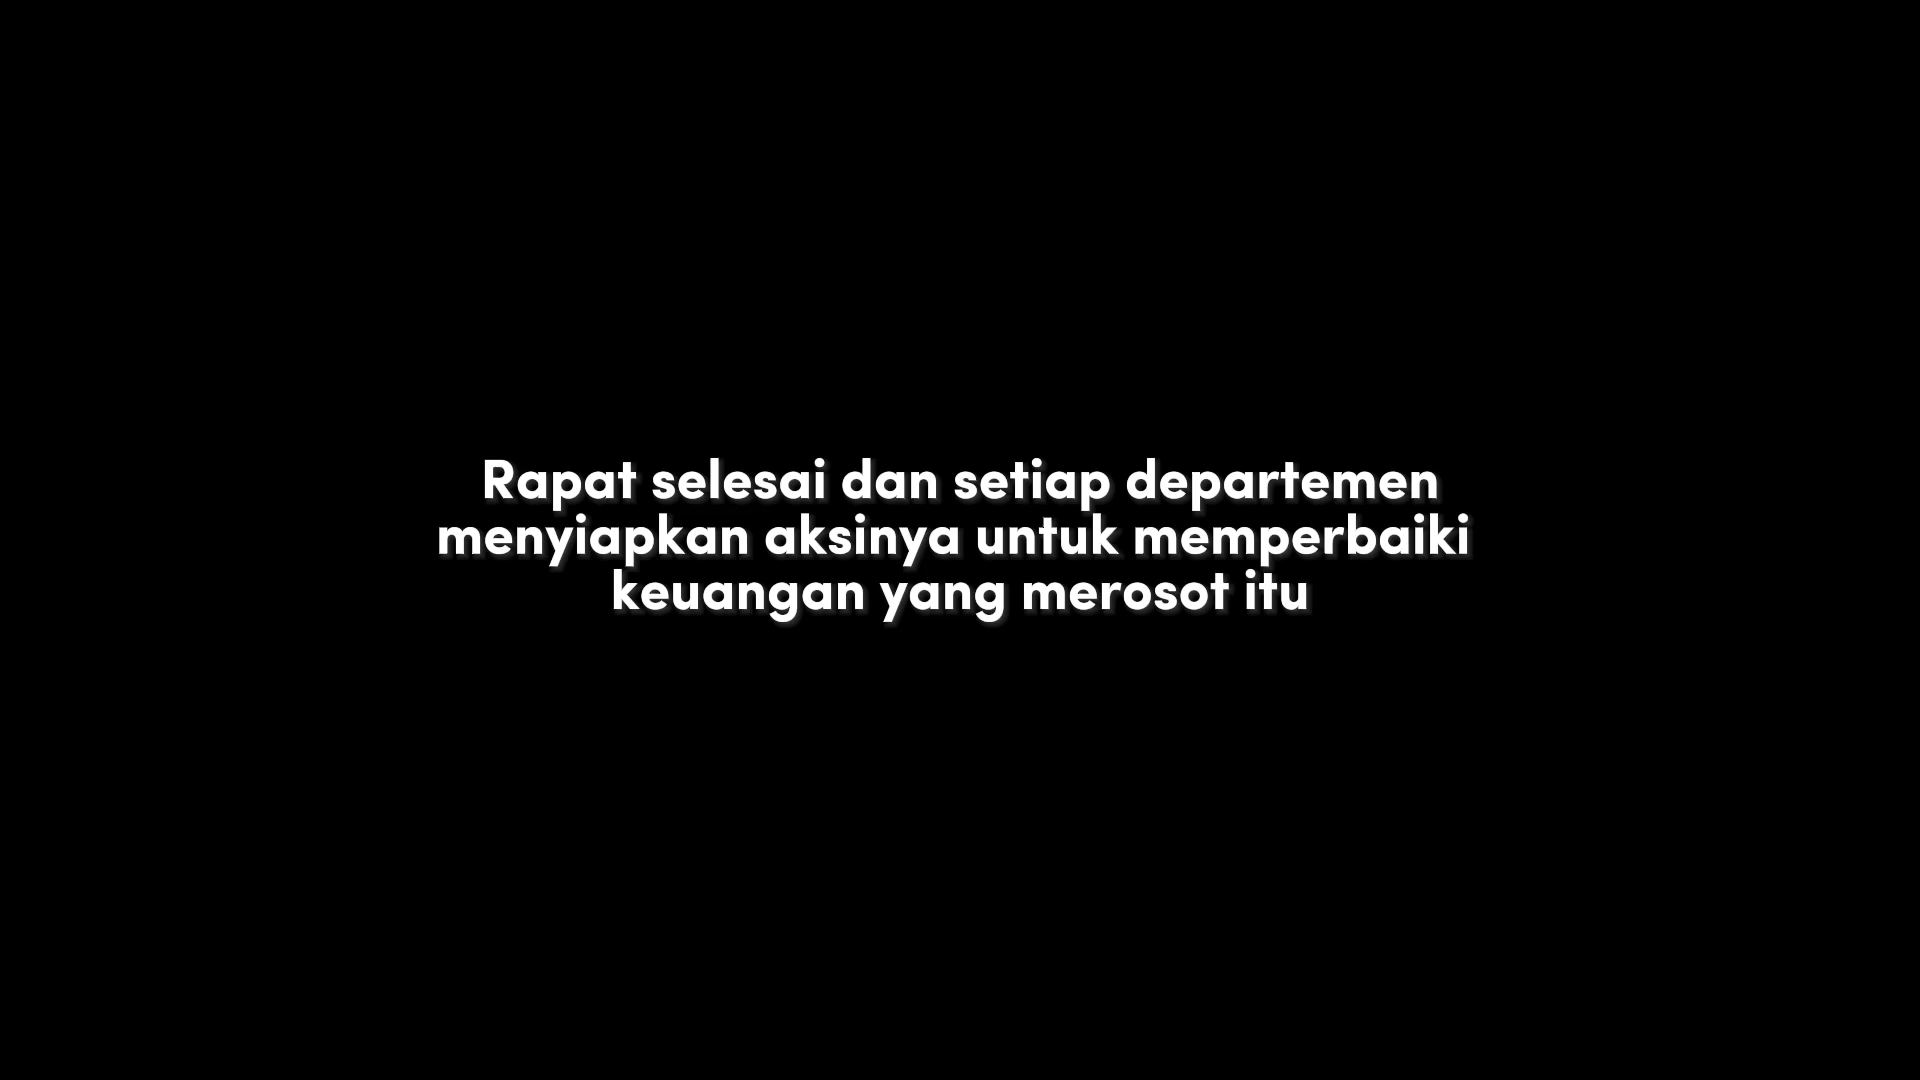 Rapat selesai dan setiap departemen
menyiapkan aksinya untuk memperbaiki
keuangan yang merosot itu